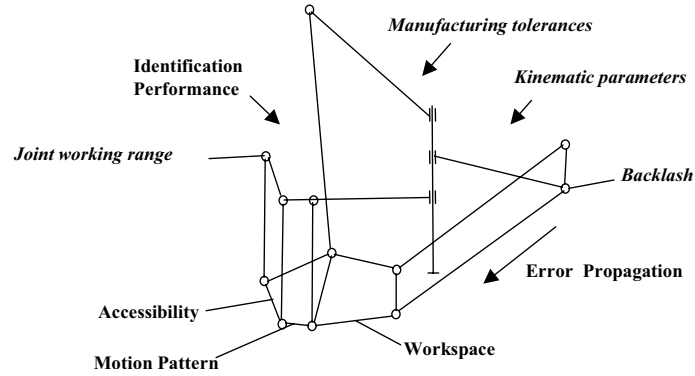 Manufacturing tolerances
Identification
Performance
Kinematic parameters
Joint working range
Backlash
Error Propagation
Accessibility
Workspace
Motion Pattern